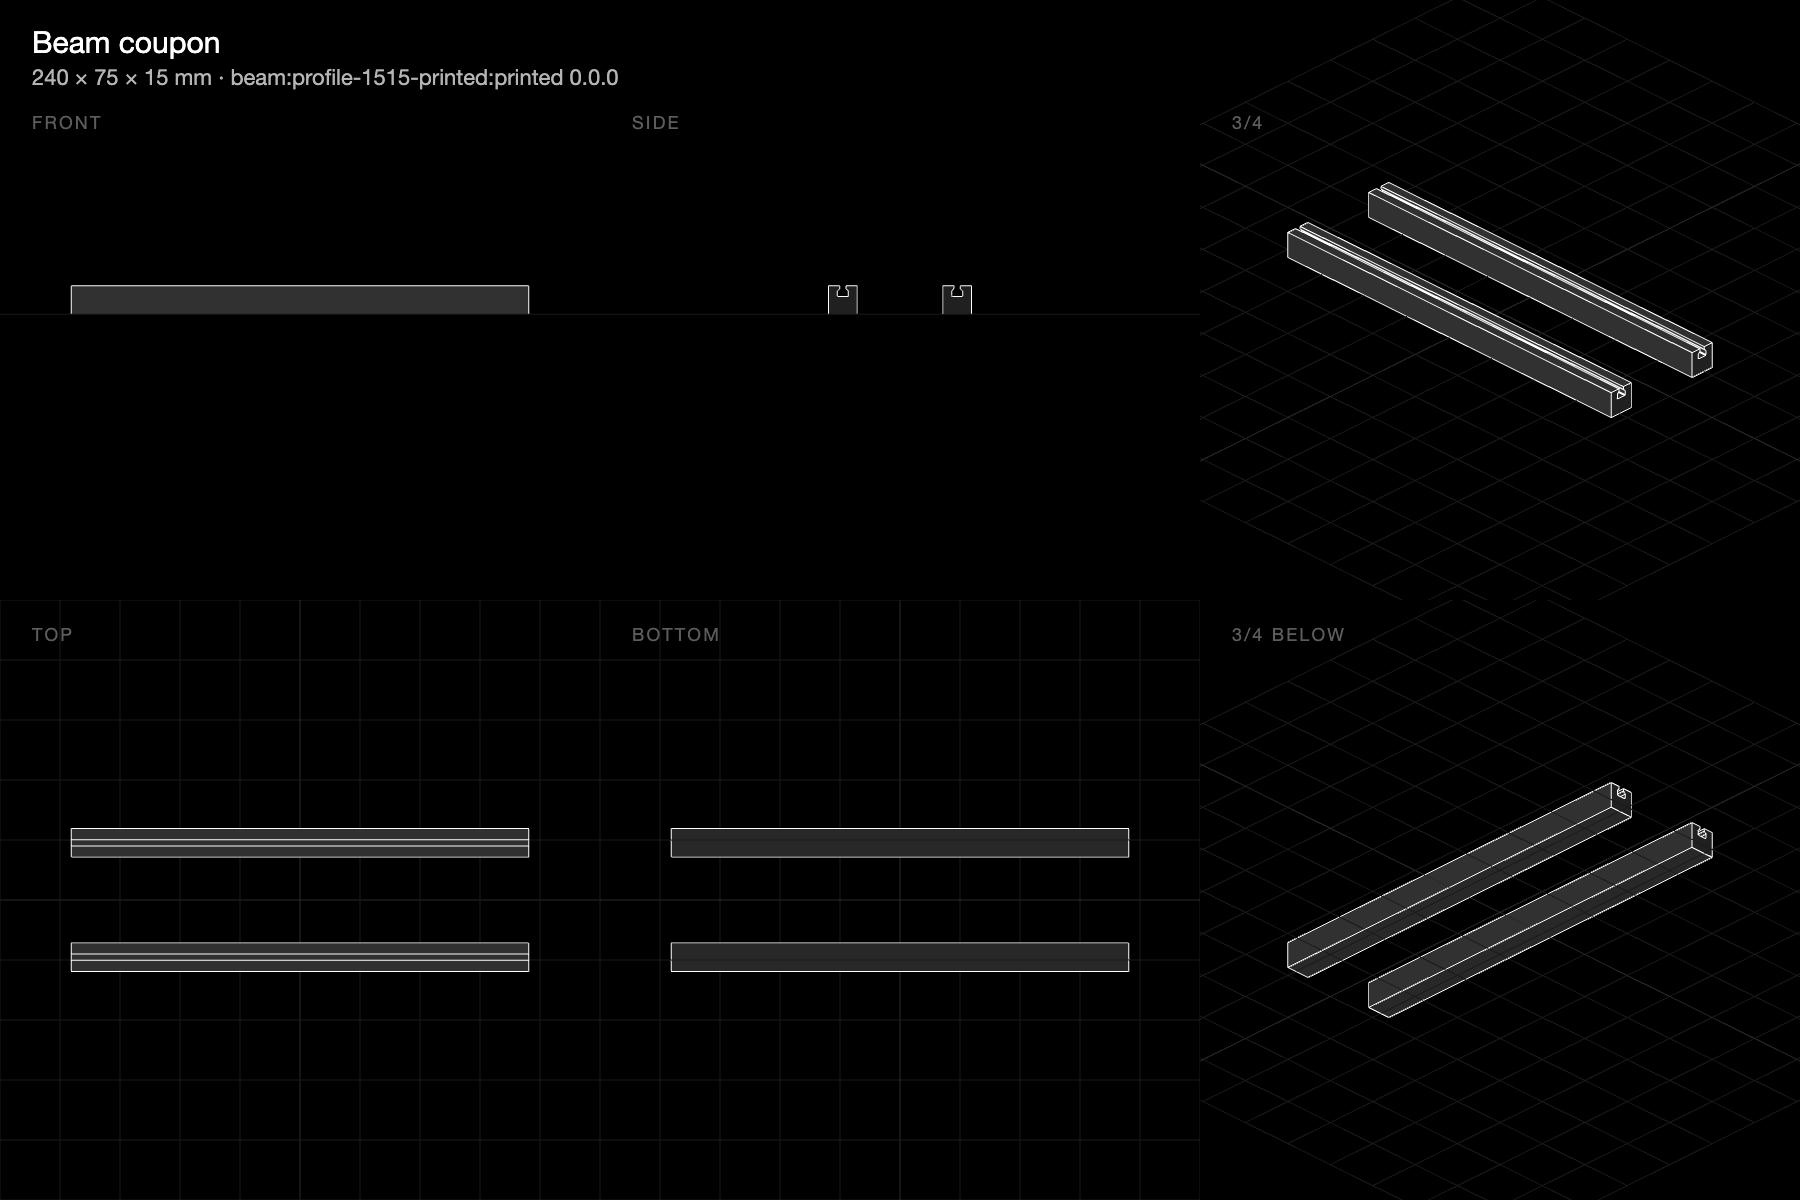 Beam coupon
240 × 75 × 15 mm · beam:profile-1515-printed:printed 0.0.0
FRONT
SIDE
3/4
TOP
BOTTOM
3/4 BELOW